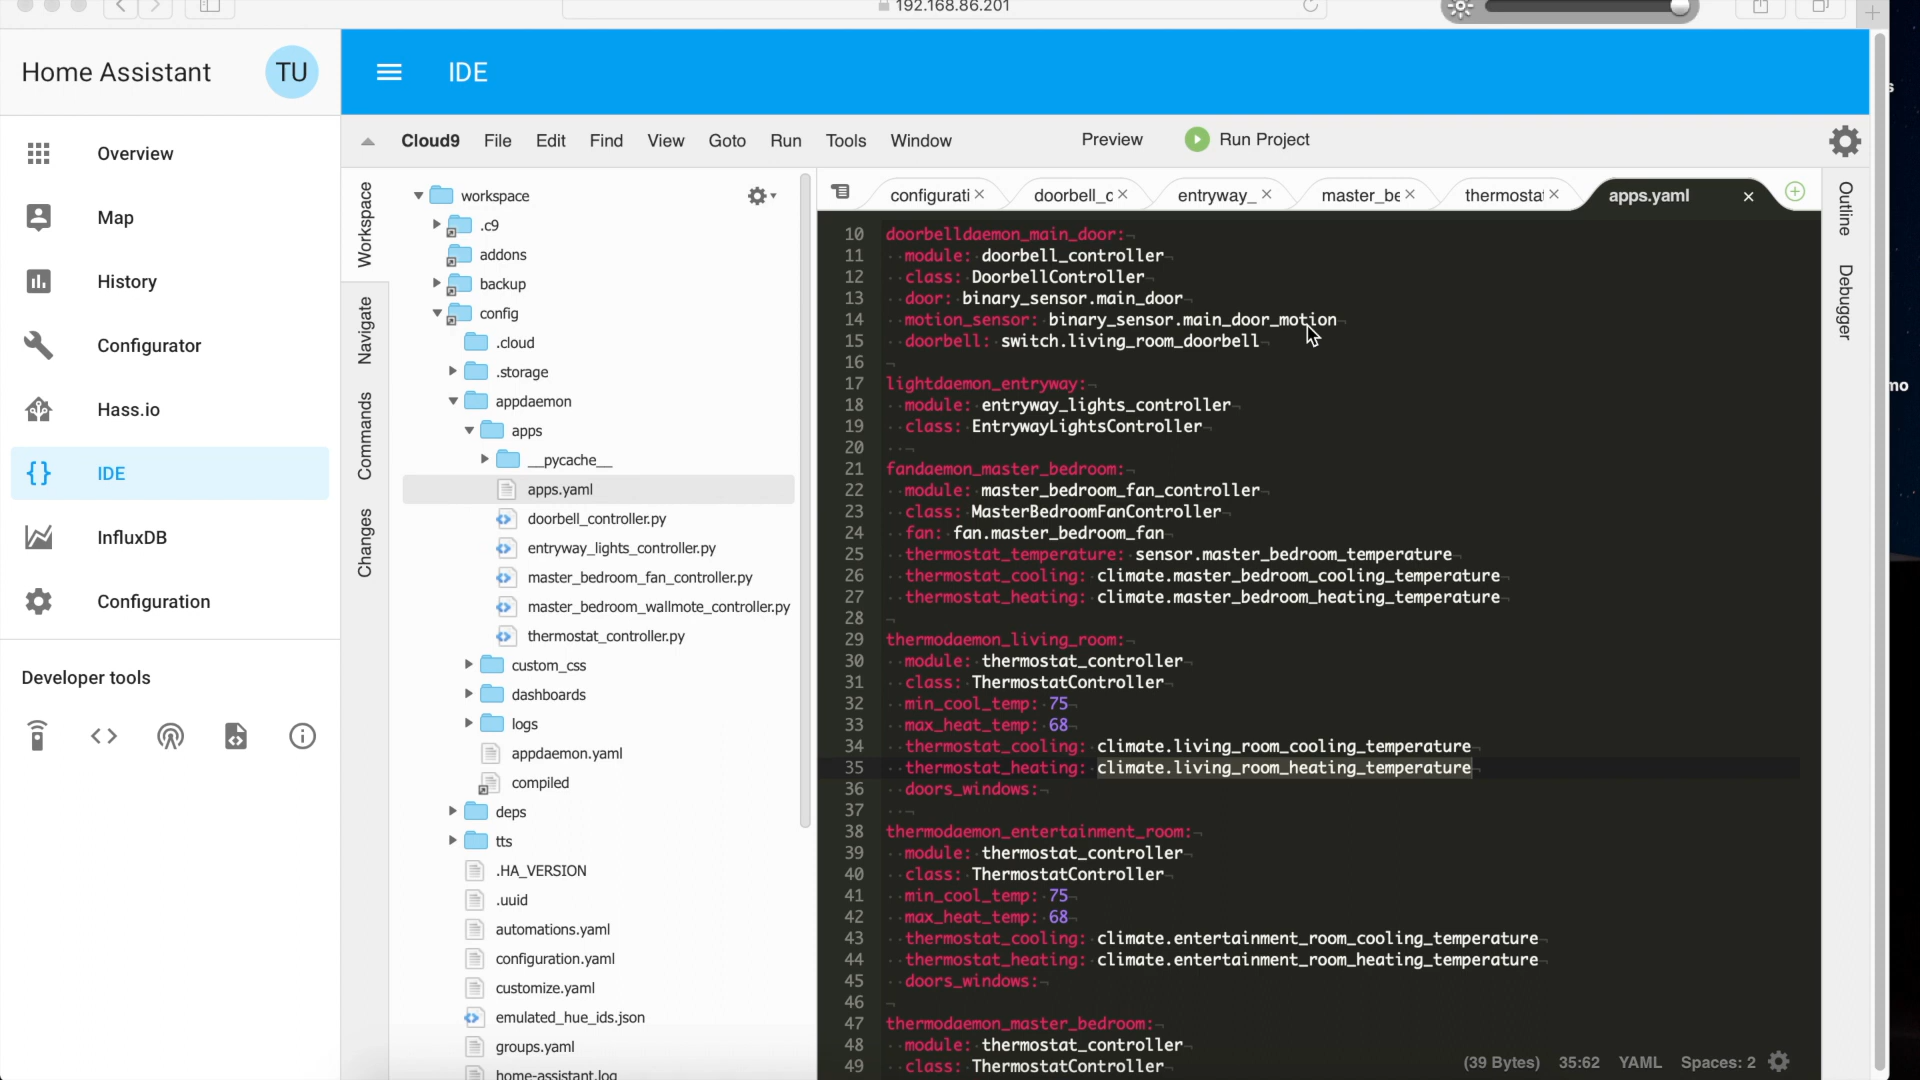 192.168.86.201
Home Assistant
TU
IDE
Overview
Map
History
Configurator
Hass.io
IDE
InfluxDB
Configuration
Developer tools
Cloud9 File Edit Find View Goto Run Tools Window Preview Run Project
Workspace
Navigate
Commands
Changes
workspace
.c9
addons
backup
config
.cloud
.storage
appdaemon
apps
__pycache__
apps.yaml
doorbell_controller.py
entryway_lights_controller.py
master_bedroom_fan_controller.py
master_bedroom_wallmote_controller.py
thermostat_controller.py
custom_css
dashboards
logs
appdaemon.yaml
compiled
deps
tts
.HA_VERSION
.uuid
automations.yaml
configuration.yaml
customize.yaml
emulated_hue_ids.json
groups.yaml
home-assistant.log
configurati × doorbell_c × entryway_ × master_be × thermostat × apps.yaml ×
10 doorbelldaemon_main_door:
11 module: doorbell_controller
12 class: DoorbellController
13 door: binary_sensor.main_door
14 motion_sensor: binary_sensor.main_door_motion
15 doorbell: switch.living_room_doorbell
16
17 lightdaemon_entryway:
18 module: entryway_lights_controller
19 class: EntrywayLightsController
20
21 fandaemon_master_bedroom:
22 module: master_bedroom_fan_controller
23 class: MasterBedroomFanController
24 fan: fan.master_bedroom_fan
25 thermostat_temperature: sensor.master_bedroom_temperature
26 thermostat_cooling: climate.master_bedroom_cooling_temperature
27 thermostat_heating: climate.master_bedroom_heating_temperature
28
29 thermodaemon_living_room:
30 module: thermostat_controller
31 class: ThermostatController
32 min_cool_temp: 75
33 max_heat_temp: 68
34 thermostat_cooling: climate.living_room_cooling_temperature
35 thermostat_heating: climate.living_room_heating_temperature
36 doors_windows:
37
38 thermodaemon_entertainment_room:
39 module: thermostat_controller
40 class: ThermostatController
41 min_cool_temp: 75
42 max_heat_temp: 68
43 thermostat_cooling: climate.entertainment_room_cooling_temperature
44 thermostat_heating: climate.entertainment_room_heating_temperature
45 doors_windows:
46
47 thermodaemon_master_bedroom:
48 module: thermostat_controller
49 class: ThermostatController
(39 Bytes) 35:62 YAML Spaces: 2
Outline
Debugger
s
mo